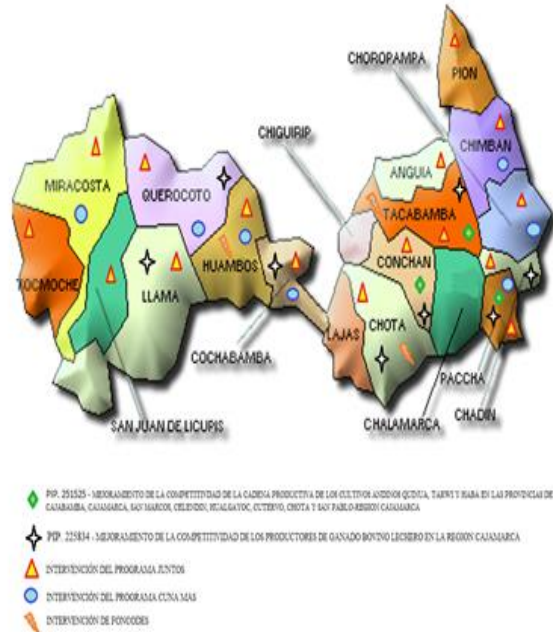 CHOROPAMPA
PION
CHIGUIRIP
CHIMBAN
ANGUIA
MIRACOSTA
QUEROCOTO
TACABAMBA
CONCHAN
TOCMOCHE
HUAMBOS
LLAMA
LAJAS
CHOTA
COCHABAMBA
PACCHA
SAN JUAN DE LICUPIS
CHALAMARCA
CHADIN
PIP. 251525 - MEJORAMIENTO DE LA COMPETITIVIDAD DE LA CADENA PRODUCTIVA DE LOS CULTIVOS ANDINOS QUINUA, TARWI Y HABA EN LAS PROVINCIAS DE
CAJABAMBA, CAJAMARCA, SAN MARCOS, CELENDIN, HUALGAYOC, CUTERVO, CHOTA Y SAN PABLO-REGION CAJAMARCA
PIP. 225834 - MEJORAMIENTO DE LA COMPETITIVIDAD DE LOS PRODUCTORES DE GANADO BOVINO LECHERO EN LA REGION CAJAMARCA
INTERVENCIÓN DEL PROGRAMA JUNTOS
INTERVENCIÓN DEL PROGRAMA CUNA MAS
INTERVENCIÓN DE FONCODES